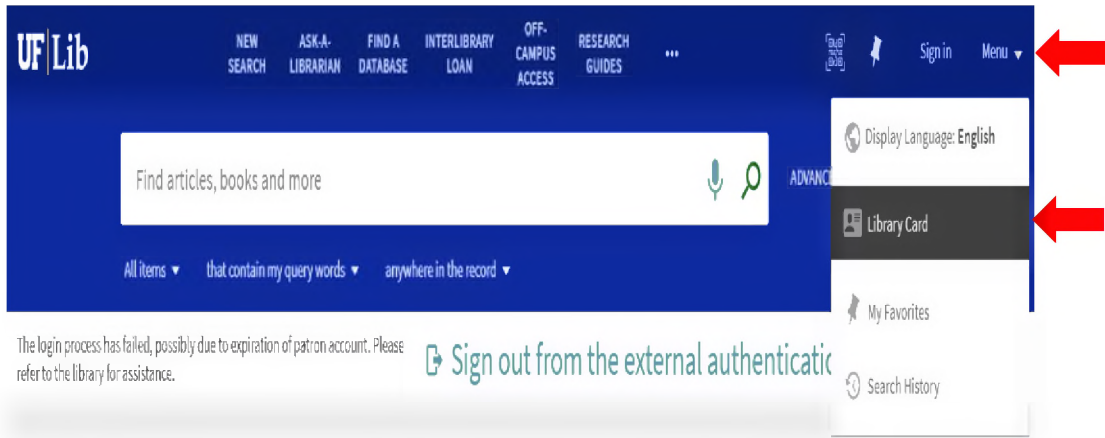 UF Lib
NEW SEARCH
ASK-A-LIBRARIAN
FIND A DATABASE
INTERLIBRARY LOAN
OFF-CAMPUS ACCESS
RESEARCH GUIDES
•••
Sign in
Menu
Display Language: English
Find articles, books and more
ADVANC
Library Card
All items
that contain my query words
anywhere in the record
My Favorites
The login process has failed, possibly due to expiration of patron account. Please
refer to the library for assistance.
Sign out from the external authenticatic
Search History